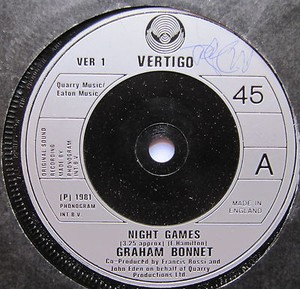 VER 1
VERTIGO
Quarry Music/
Eaton Music
45
ORIGINAL SOUND
RECORDING
MADE BY
PHONOGRAM
INT B.V.
A
(P) 1981
PHONOGRAM
INT.B.V.
MADE IN
ENGLAND
NIGHT GAMES
(3.25 approx) (E.Hamilton)
GRAHAM BONNET
Co-Produced by Francis Rossi and
John Eden on behalf of Quarry
Productions Ltd.